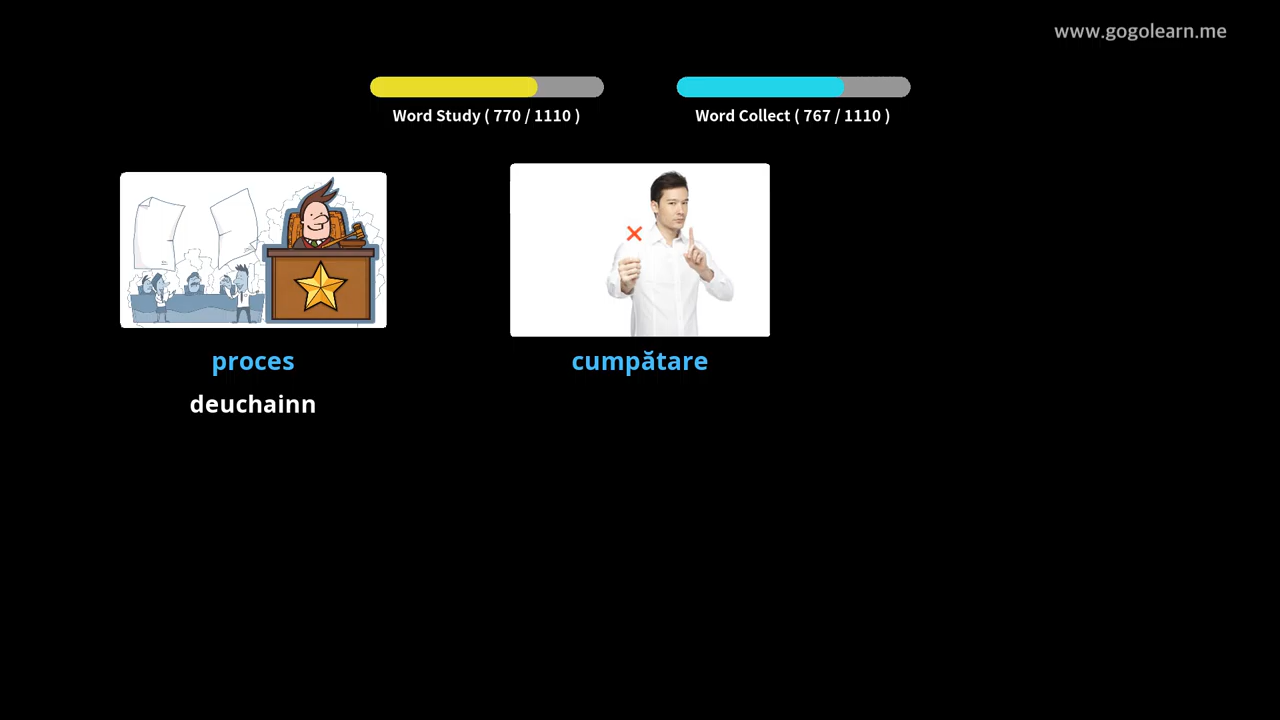 www.gogolearn.me
Word Study ( 770 / 1110 )
Word Collect ( 767 / 1110 )
proces
cumpătare
deuchainn